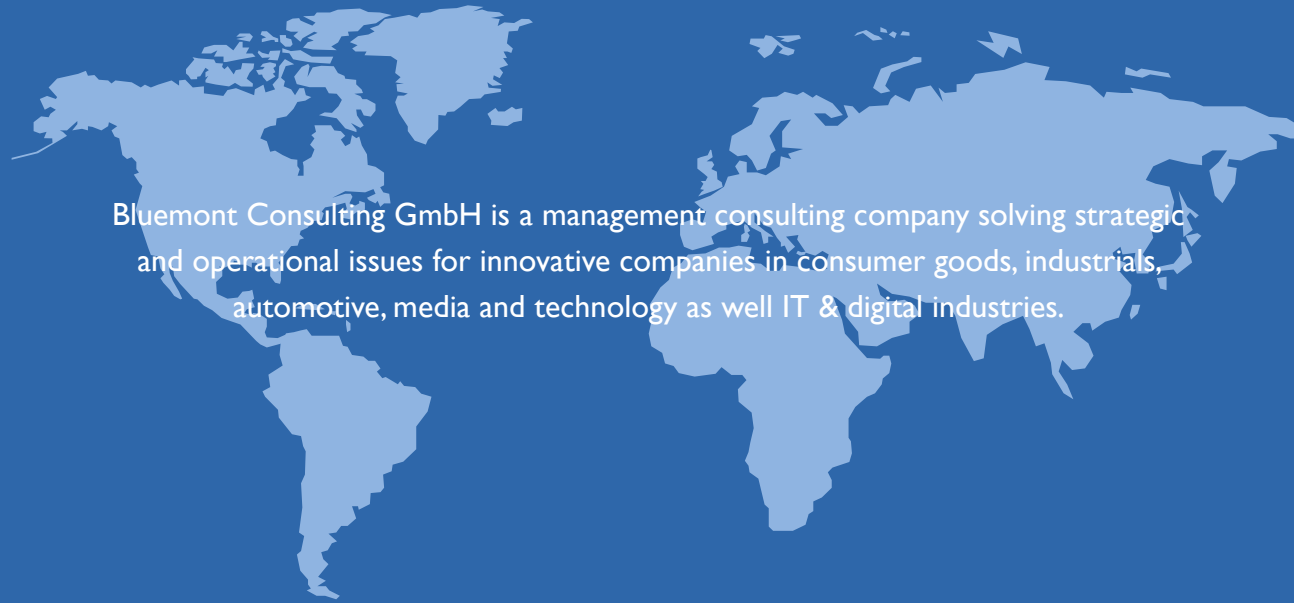 Bluemont Consulting GmbH is a management consulting company solving strategic
and operational issues for innovative companies in consumer goods, industrials,
automotive, media and technology as well IT & digital industries.